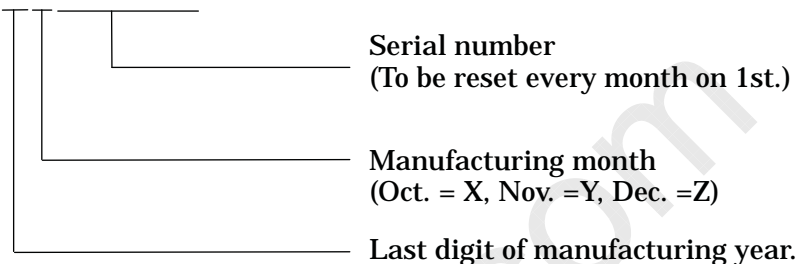 Serial number
(To be reset every month on 1st.)
Manufacturing month
(Oct. = X, Nov. =Y, Dec. =Z)
Last digit of manufacturing year.